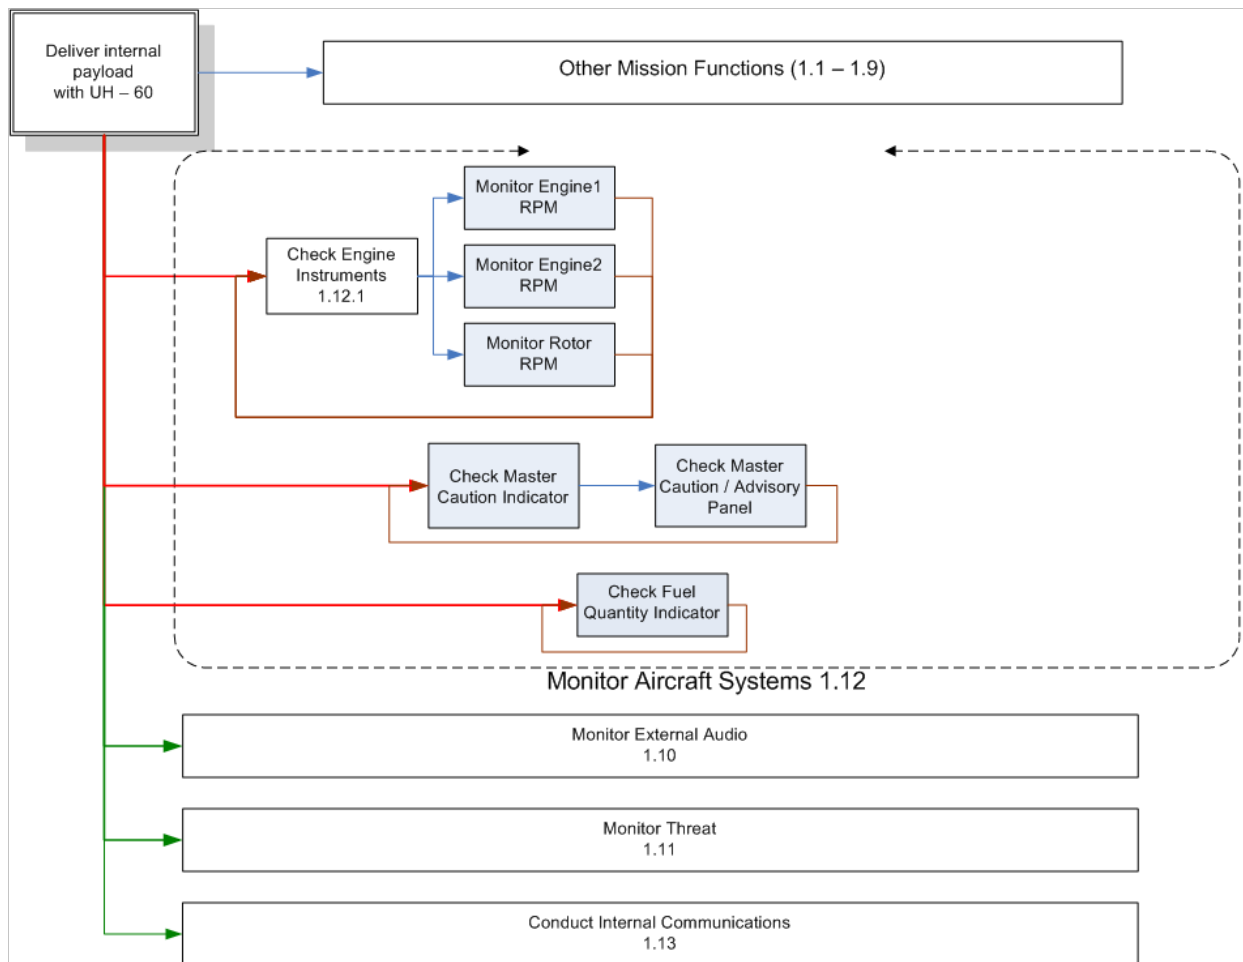 Deliver internal
payload
with UH – 60
Other Mission Functions (1.1 – 1.9)
Monitor Engine1
RPM
Check Engine
Instruments
1.12.1
Monitor Engine2
RPM
Monitor Rotor
RPM
Check Master
Caution Indicator
Check Master
Caution / Advisory
Panel
Check Fuel
Quantity Indicator
Monitor Aircraft Systems 1.12
Monitor External Audio
1.10
Monitor Threat
1.11
Conduct Internal Communications
1.13